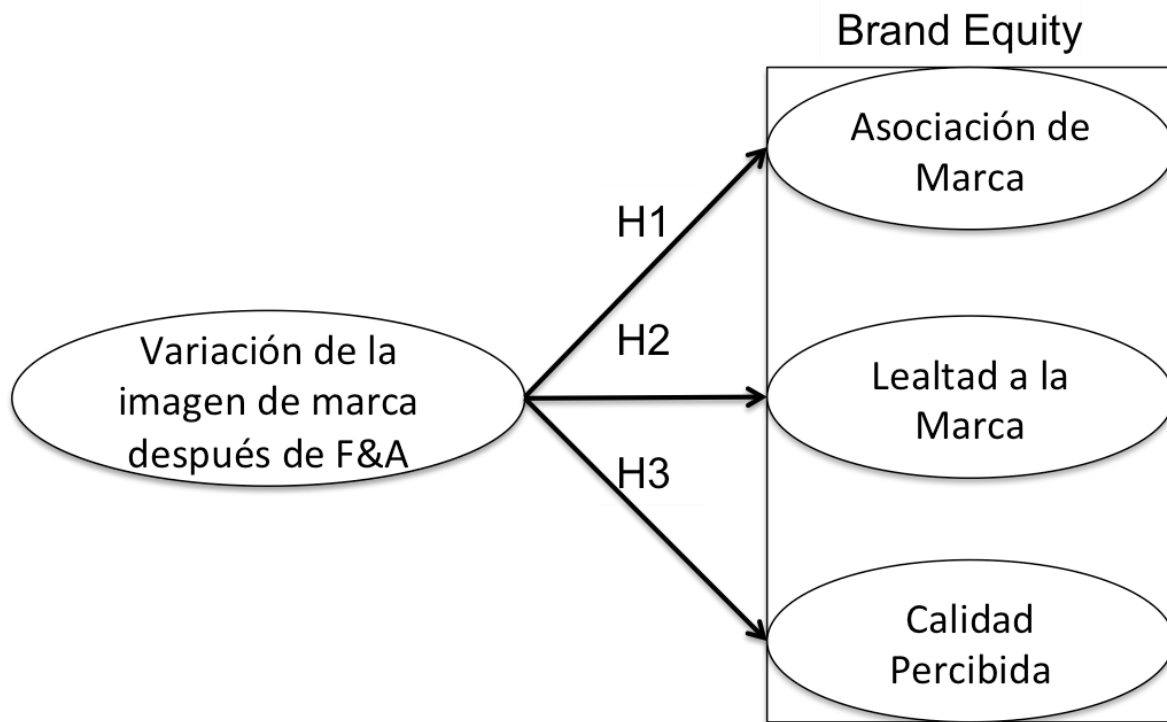 Brand Equity
Asociación de
Marca
H1
H2
Variación de la
imagen de marca
después de F&A
Lealtad a la
Marca
H3
Calidad
Percibida